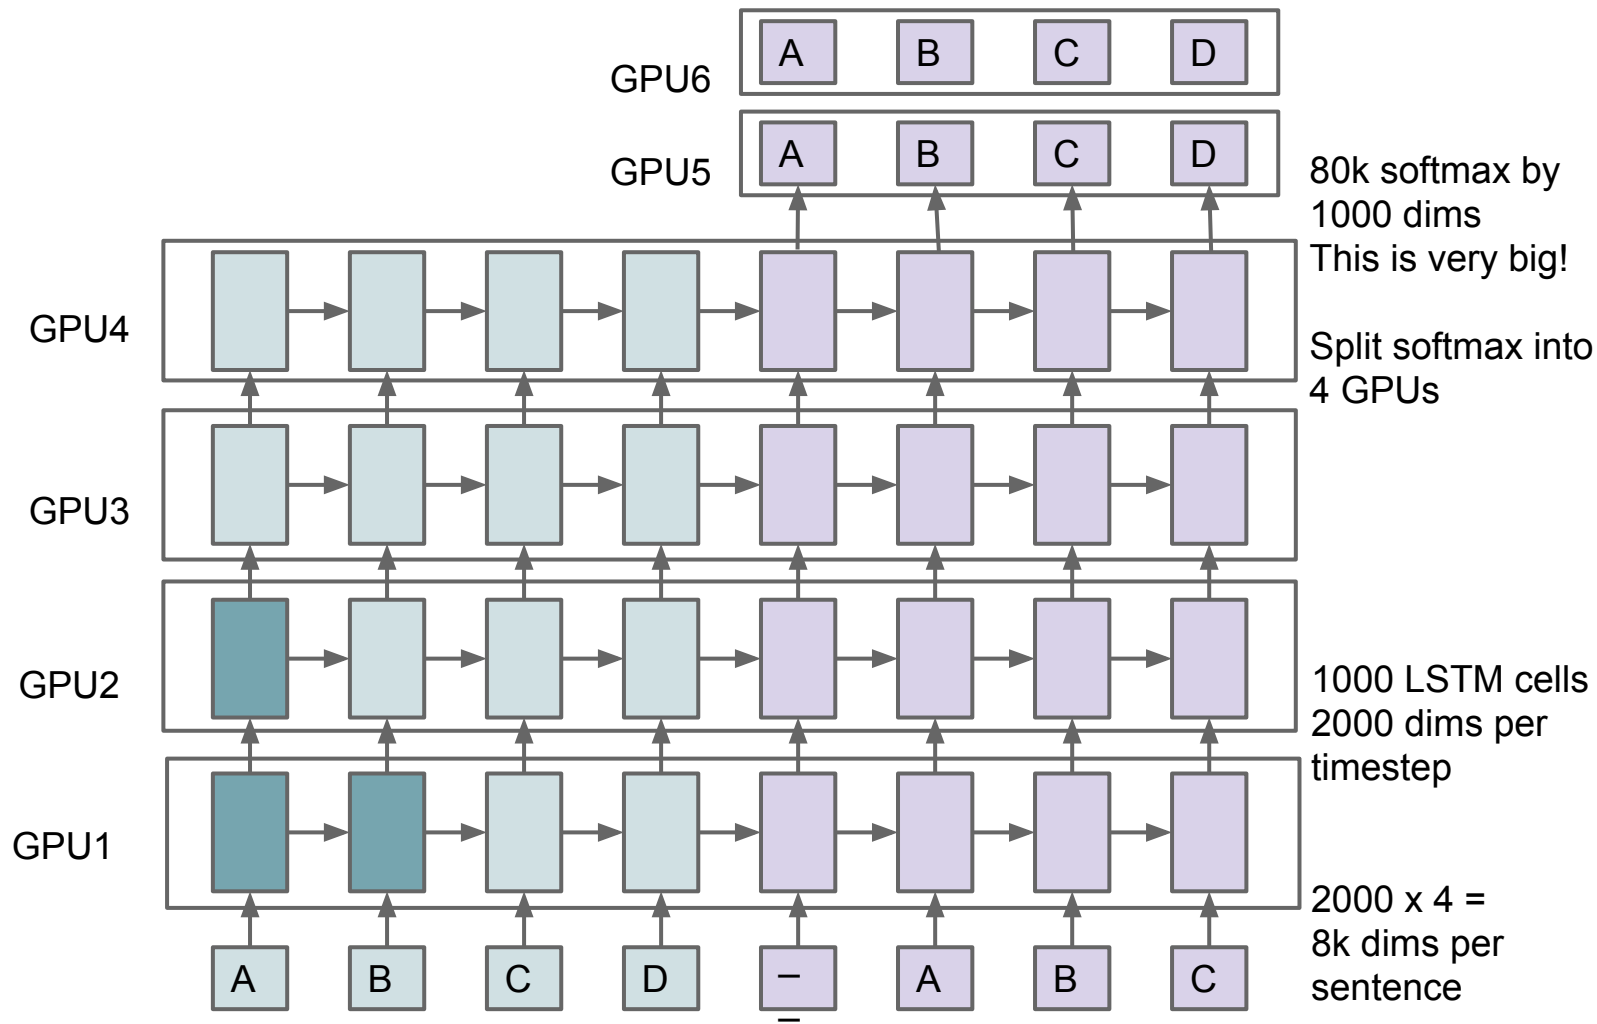 A B C D
GPU6
A B C D
GPU5
80k softmax by
1000 dims
This is very big!
GPU4
Split softmax into
4 GPUs
GPU3
GPU2
1000 LSTM cells
2000 dims per
timestep
GPU1
2000 x 4 =
8k dims per
sentence
A B C D _ A B C
_